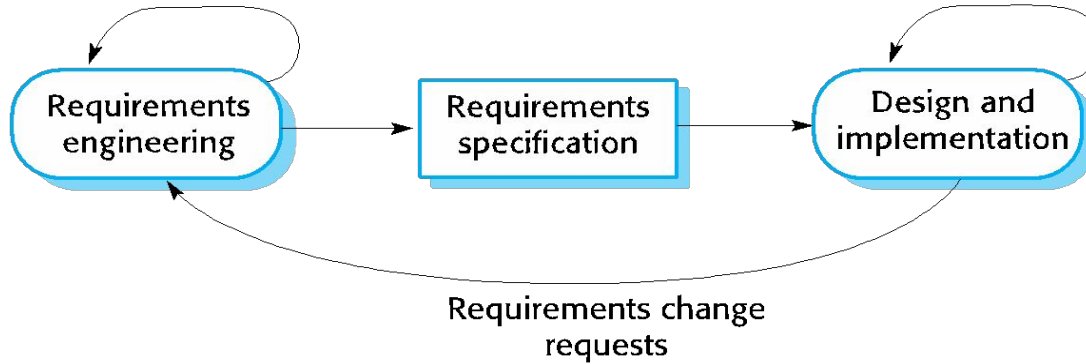 Requirements
engineering
Requirements
specification
Design and
implementation
Requirements change
requests